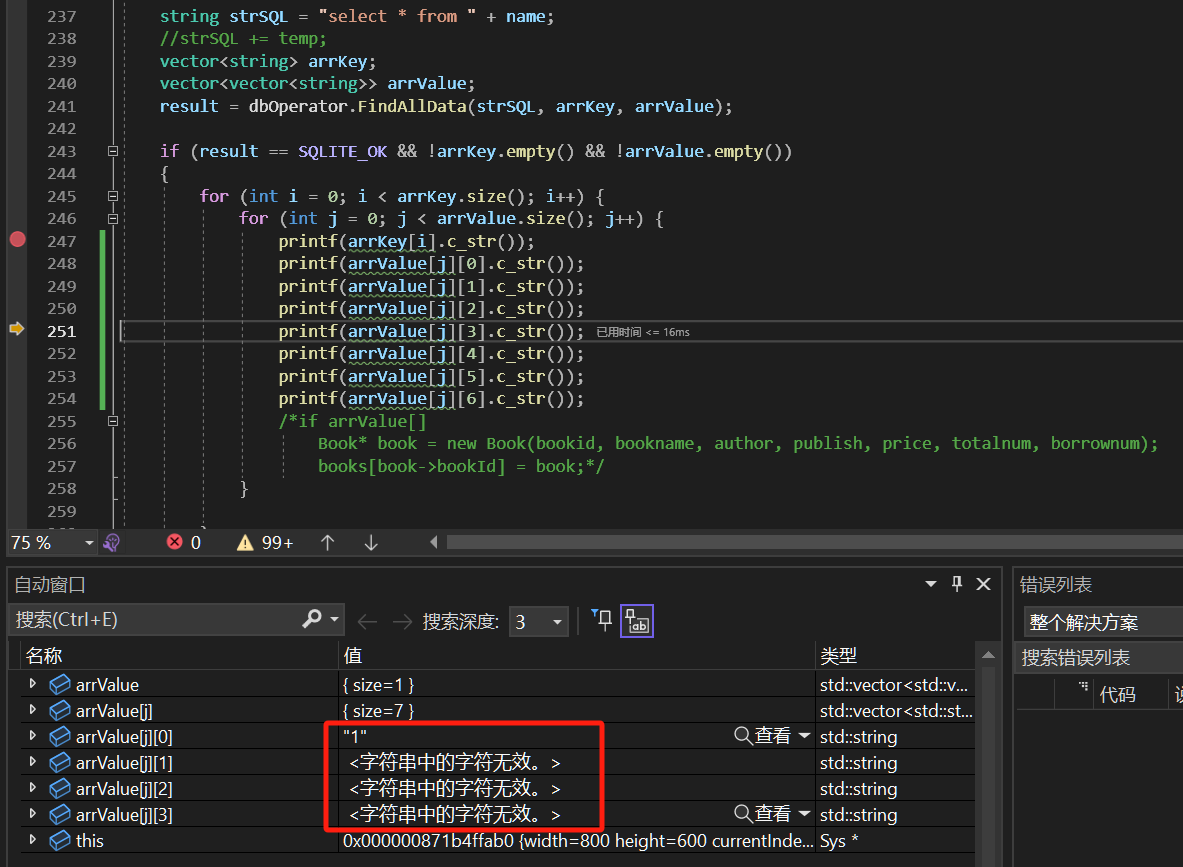 237 string strSQL = "select * from " + name;
238 //strSQL += temp;
239 vector<string> arrKey;
240 vector<vector<string>> arrValue;
241 result = dbOperator.FindAllData(strSQL, arrKey, arrValue);
242
243 if (result == SQLITE_OK && !arrKey.empty() && !arrValue.empty())
244 {
245 for (int i = 0; i < arrKey.size(); i++) {
246 for (int j = 0; j < arrValue.size(); j++) {
247 printf(arrKey[i].c_str());
248 printf(arrValue[j][0].c_str());
249 printf(arrValue[j][1].c_str());
250 printf(arrValue[j][2].c_str());
251 printf(arrValue[j][3].c_str()); 已用时间 <= 16ms
252 printf(arrValue[j][4].c_str());
253 printf(arrValue[j][5].c_str());
254 printf(arrValue[j][6].c_str());
255 /*if arrValue[]
256 Book* book = new Book(bookid, bookname, author, publish, price, totalnum, borrownum);
257 books[book->bookId] = book;*/
258 }
259
75 % 0 99+
自动窗口
搜索(Ctrl+E) 搜索深度: 3
名称 值 类型
arrValue { size=1 } std::vector<std::v...
arrValue[j] { size=7 } std::vector<std::st...
arrValue[j][0] "1" 查看 std::string
arrValue[j][1] <字符串中的字符无效。> std::string
arrValue[j][2] <字符串中的字符无效。> std::string
arrValue[j][3] <字符串中的字符无效。> 查看 std::string
this 0x000000871b4ffab0 {width=800 height=600 currentInde... Sys *
错误列表
整个解决方案
搜索错误列表
代码